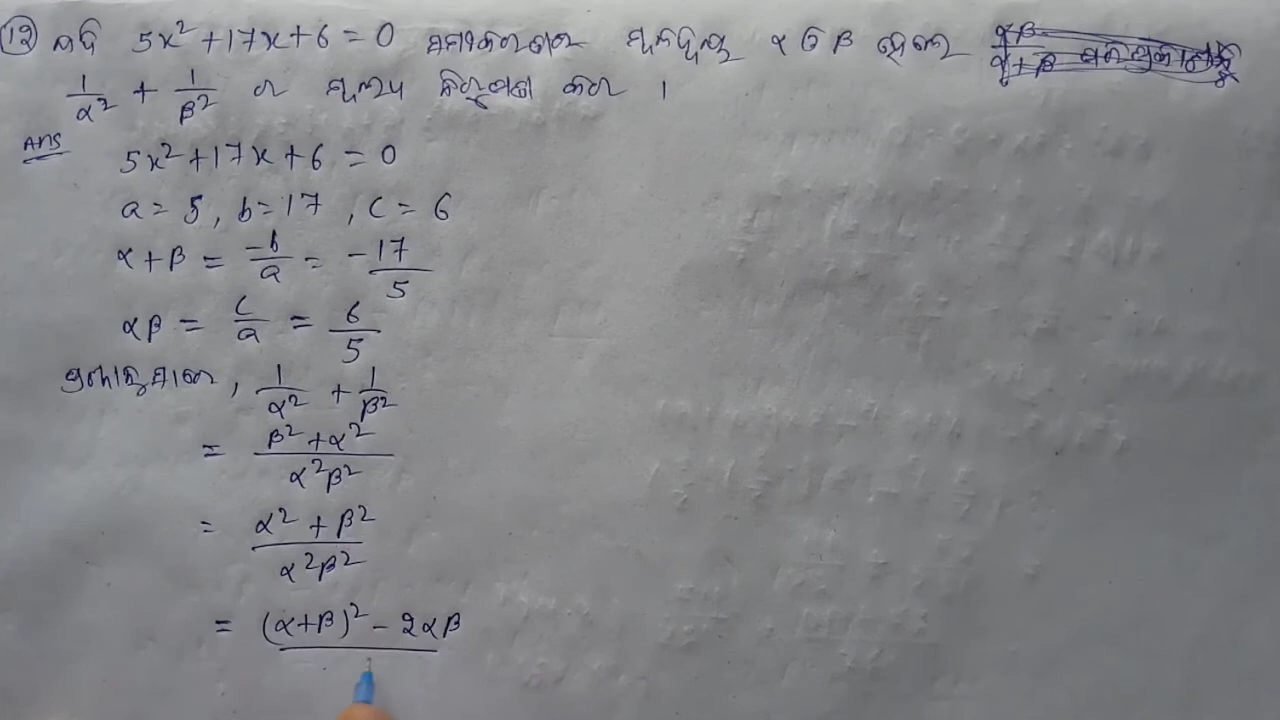 ୧୨ ଯଦି 5x² + 17x + 6 = 0 ସମୀକରଣର ମୂଳଦ୍ୱୟ α ଓ β ହେଲେ
1/α² + 1/β² ର ମୂଲ୍ୟ ନିରୂପଣ କର ।
Ans
5x² + 17x + 6 = 0
a = 5, b = 17, c = 6
α + β = -b/a = -17/5
αβ = c/a = 6/5
ପ୍ରଶ୍ନାନୁସାରେ, 1/α² + 1/β²
= (β² + α²)/(α²β²)
= (α² + β²)/(α²β²)
= (α+β)² - 2αβ